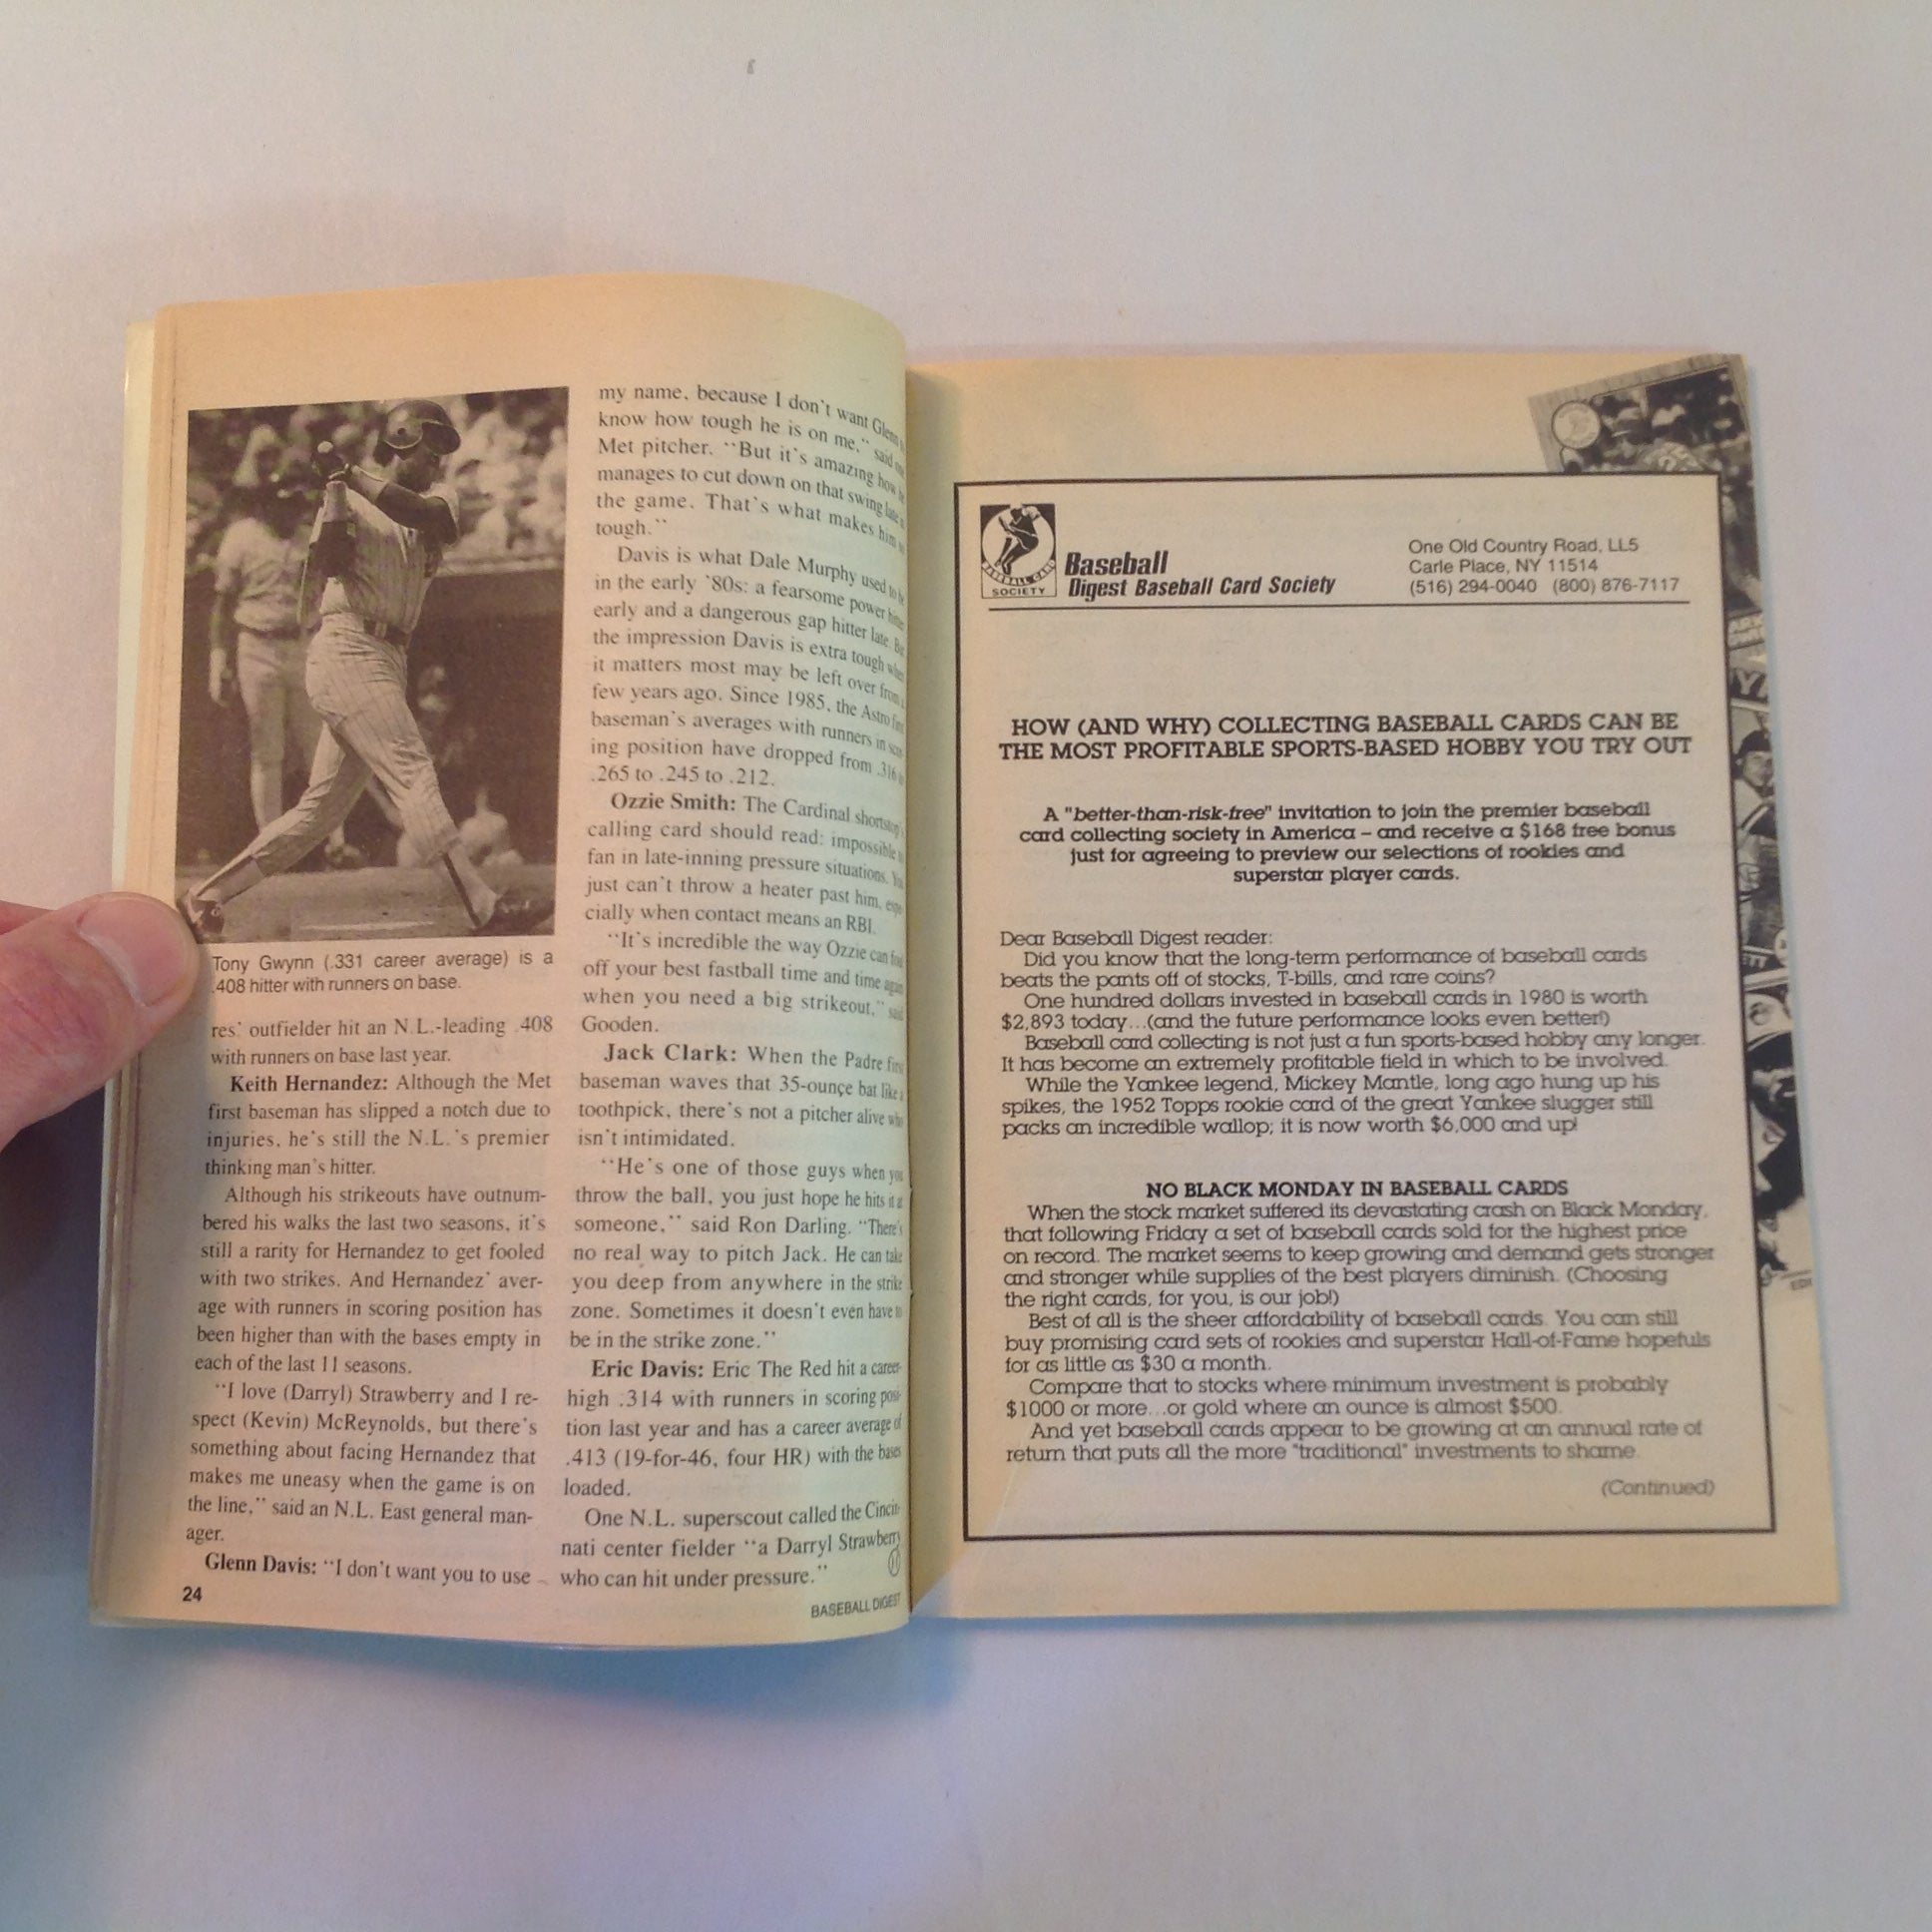 Tony Gwynn (.331 career average) is a
.408 hitter with runners on base.
res' outfielder hit an N.L.-leading .408
with runners on base last year.
Keith Hernandez: Although the Met
first baseman has slipped a notch due to
injuries, he's still the N.L.'s premier
thinking man's hitter.
Although his strikeouts have outnum-
bered his walks the last two seasons, it's
still a rarity for Hernandez to get fooled
with two strikes. And Hernandez' aver-
age with runners in scoring position has
been higher than with the bases empty in
each of the last 11 seasons.
"I love (Darryl) Strawberry and I re-
spect (Kevin) McReynolds, but there's
something about facing Hernandez that
makes me uneasy when the game is on
the line," said an N.L. East general man-
ager.
Glenn Davis: "I don't want you to use
24
my name, because I don't want Glenn
know how tough he is on me," said
Met pitcher. "But it's amazing how
manages to cut down on that swing late
the game. That's what makes him
tough."
Davis is what Dale Murphy used to
in the early '80s: a fearsome power
early and a dangerous gap hitter late. But
the impression Davis is extra tough when
it matters most may be left over from
few years ago. Since 1985, the Astro
baseman's averages with runners in
ing position have dropped from .316
.265 to .245 to .212.
Ozzie Smith: The Cardinal shortstop's
calling card should read: impossible
fan in late-inning pressure situations. You
just can't throw a heater past him, espe
cially when contact means an RBI.
"It's incredible the way Ozzie can foul
off your best fastball time and time again
when you need a big strikeout," said
Gooden.
Jack Clark: When the Padre first
baseman waves that 35-ounce bat like a
toothpick, there's not a pitcher alive who
isn't intimidated.
"He's one of those guys when you
throw the ball, you just hope he hits it at
someone," said Ron Darling. "There's
no real way to pitch Jack. He can take
you deep from anywhere in the strike
zone. Sometimes it doesn't even have to
be in the strike zone."
Eric Davis: Eric The Red hit a career-
high .314 with runners in scoring posi-
tion last year and has a career average of
.413 (19-for-46, four HR) with the bases
loaded.
One N.L. superscout called the Cincin-
nati center fielder "a Darryl Strawberry
who can hit under pressure."
BASEBALL DIGEST
SOCIETY
Baseball
Digest Baseball Card Society
One Old Country Road, LL5
Carle Place, NY 11514
(516) 294-0040 (800) 876-7117
HOW (AND WHY) COLLECTING BASEBALL CARDS CAN BE
THE MOST PROFITABLE SPORTS-BASED HOBBY YOU TRY OUT
A "better-than-risk-free" invitation to join the premier baseball
card collecting society in America – and receive a $168 free bonus
just for agreeing to preview our selections of rookies and
superstar player cards.
Dear Baseball Digest reader:
Did you know that the long-term performance of baseball cards
beats the pants off of stocks, T-bills, and rare coins?
One hundred dollars invested in baseball cards in 1980 is worth
$2,893 today...(and the future performance looks even better!)
Baseball card collecting is not just a fun sports-based hobby any longer.
It has become an extremely profitable field in which to be involved.
While the Yankee legend, Mickey Mantle, long ago hung up his
spikes, the 1952 Topps rookie card of the great Yankee slugger still
packs an incredible wallop; it is now worth $6,000 and up!
NO BLACK MONDAY IN BASEBALL CARDS
When the stock market suffered its devastating crash on Black Monday,
that following Friday a set of baseball cards sold for the highest price
on record. The market seems to keep growing and demand gets stronger
and stronger while supplies of the best players diminish. (Choosing
the right cards, for you, is our job!)
Best of all is the sheer affordability of baseball cards. You can still
buy promising card sets of rookies and superstar Hall-of-Fame hopefuls
for as little as $30 a month.
Compare that to stocks where minimum investment is probably
$1000 or more...or gold where an ounce is almost $500.
And yet baseball cards appear to be growing at an annual rate of
return that puts all the more "traditional" investments to shame.
(Continued)